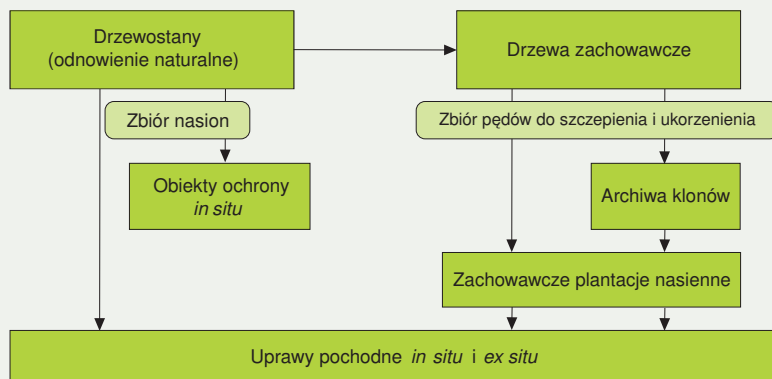 Drzewostany
(odnowienie naturalne)
Drzewa zachowawcze
Zbiór nasion
Zbiór pędów do szczepienia i ukorzenienia
Obiekty ochrony
in situ
Archiwa klonów
Zachowawcze plantacje nasienne
Uprawy pochodne in situ i ex situ